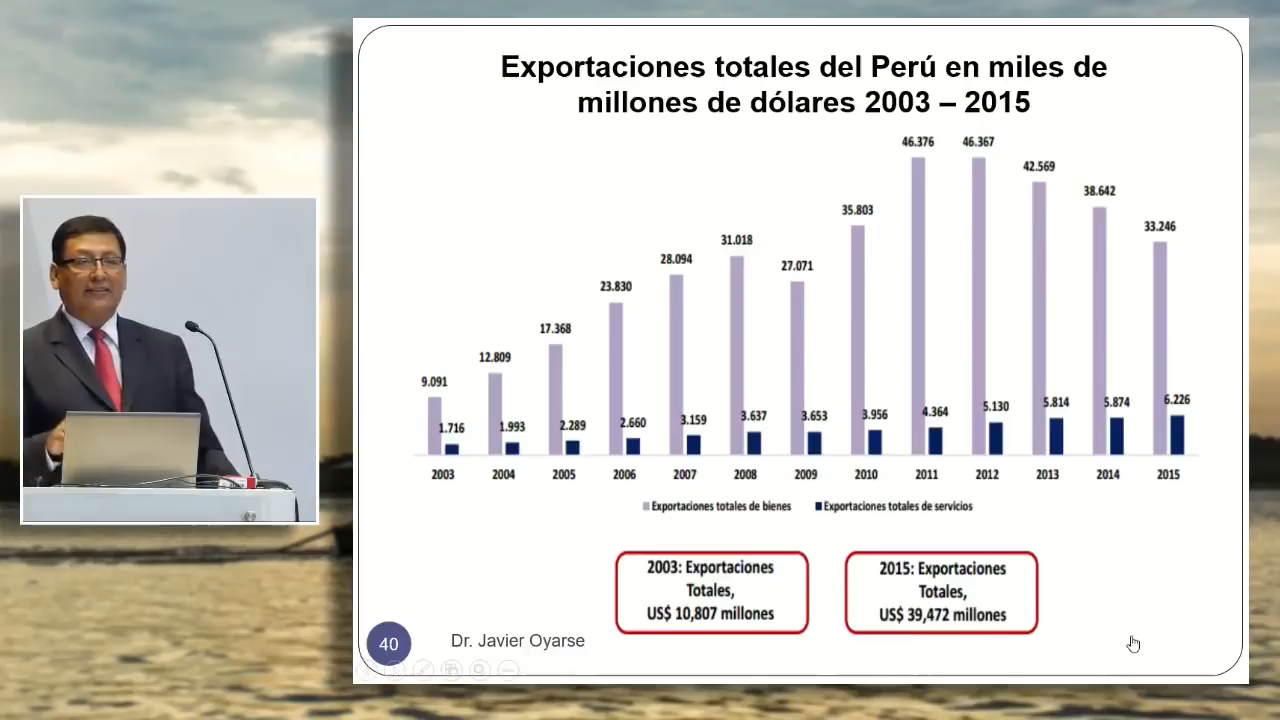 Exportaciones totales del Perú en miles de
millones de dólares 2003 – 2015
46.376
46.367
42.569
38.642
35.803
33.246
31.018
28.094
27.071
23.830
17.368
12.809
9.091
1.716
1.993
2.289
2.660
3.159
3.637
3.653
3.956
4.364
5.130
5.814
5.874
6.226
2003 2004 2005 2006 2007 2008 2009 2010 2011 2012 2013 2014 2015
Exportaciones totales de bienes Exportaciones totales de servicios
2003: Exportaciones
Totales,
US$ 10,807 millones
2015: Exportaciones
Totales,
US$ 39,472 millones
40
Dr. Javier Oyarse